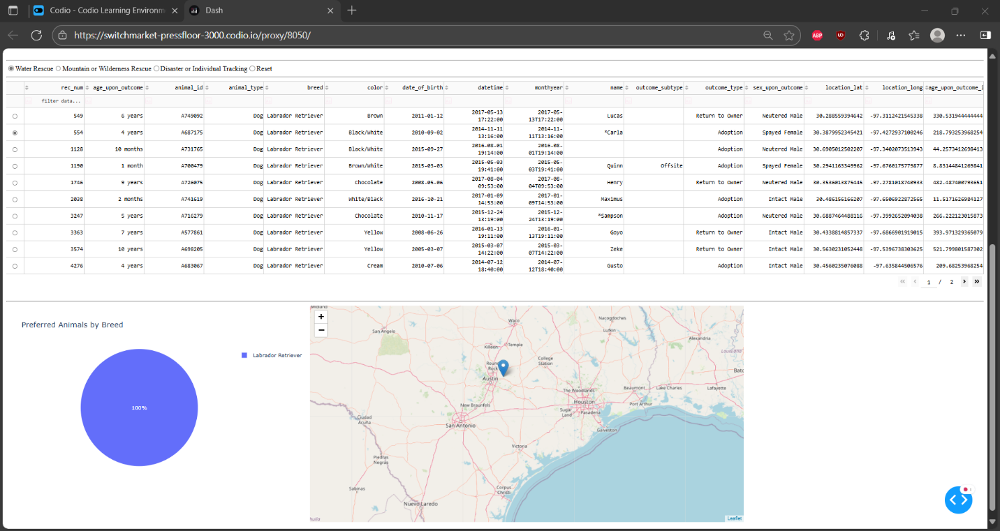 Codio - Codio Learning Environm
Dash
https://switchmarket-pressfloor-3000.codio.io/proxy/8050/
ABP
Water Rescue Mountain or Wilderness Rescue Disaster or Individual Tracking Reset
rec_num age_upon_outcome animal_id animal_type breed color date_of_birth datetime monthyear name outcome_subtype outcome_type sex_upon_outcome location_lat location_long age_upon_outcome_i
filter data...
549 6 years A749092 Dog Labrador Retriever Brown 2011-01-12 2017-05-13 17:22:00 2017-05-13T17:22:00 Lucas Return to Owner Neutered Male 30.288559394642 -97.3112421545338 330.531944444444
554 4 years A687175 Dog Labrador Retriever Black/White 2010-09-02 2014-11-11 13:16:00 2014-11-11T13:16:00 *Carla Adoption Spayed Female 30.3879952345421 -97.4272937100246 218.793253968254
1128 10 months A731765 Dog Labrador Retriever Black/White 2015-09-27 2016-08-01 19:14:00 2016-08-01T19:14:00 Adoption Neutered Male 30.6905012502207 -97.3402073513943 44.2573412698413
1190 1 month A700479 Dog Labrador Retriever Brown/White 2015-03-03 2015-05-03 19:41:00 2015-05-03T19:41:00 Quinn Offsite Adoption Spayed Female 30.2941163349962 -97.6760175779877 8.83144841269841
1746 9 years A726075 Dog Labrador Retriever Chocolate 2008-05-06 2017-08-04 09:53:00 2017-08-04T09:53:00 Henry Return to Owner Neutered Male 30.3536013875445 -97.2781018740933 482.487400793651
2038 2 months A741619 Dog Labrador Retriever White/Black 2016-10-21 2017-01-09 14:53:00 2017-01-09T14:53:00 Maximus Adoption Intact Male 30.486156166207 -97.6506922872565 11.5171626984127
3247 5 years A716279 Dog Labrador Retriever Chocolate 2010-11-17 2015-12-24 13:19:00 2015-12-24T13:19:00 *Sampson Adoption Neutered Male 30.6887464488116 -97.3992652094038 266.222123015873
3363 7 years A577861 Dog Labrador Retriever Yellow 2008-06-26 2016-01-13 19:11:00 2016-01-13T19:11:00 Goyo Return to Owner Intact Male 30.4338814857337 -97.6866901919015 393.971329365079
3574 10 years A698205 Dog Labrador Retriever Yellow 2005-03-07 2015-03-07 14:22:00 2015-03-07T14:22:00 Zeke Return to Owner Intact Male 30.5630231052448 -97.5396738303625 521.799801587302
4276 4 years A683067 Dog Labrador Retriever Cream 2010-07-06 2014-07-12 18:40:00 2014-07-12T18:40:00 Gusto Adoption Intact Male 30.4560235076088 -97.635844506576 209.68253968254
1 / 2
Preferred Animals by Breed
Labrador Retriever
100%
+
−
Midland
Waco
Nacogdoches
Lufkin
San Angelo
Alexandria
Killeen
Temple
Louisiana
College Station
Round Rock
Austin
Beaumont
Lake Charles
Lafayette
The Woodlands
Houston
Port Arthur
New Braunfels
Sugar Land
Pasadena
Ciudad Acuña
San Antonio
Galveston
Victoria
Piedras Negras
Sabinas
Corpus Christi
Nuevo Laredo
Leaflet